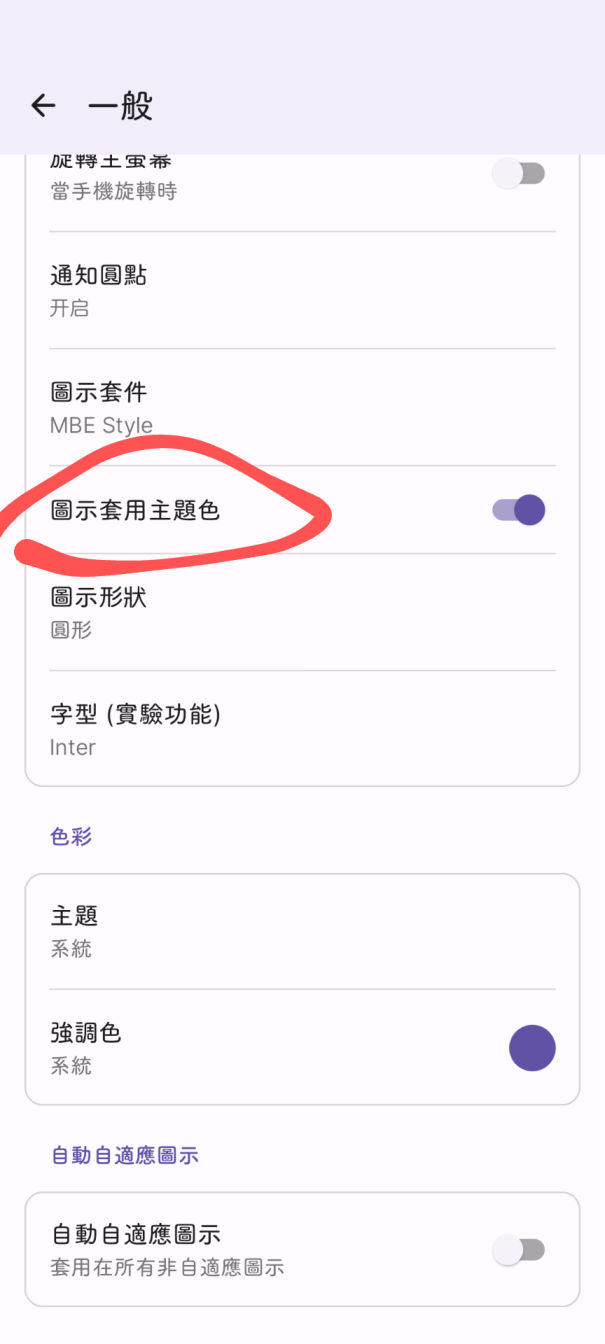 一般
旋轉主螢幕
當手機旋轉時
通知圓點
开启
圖示套件
MBE Style
圖示套用主題色
圖示形狀
圓形
字型 (實驗功能)
Inter
色彩
主題
系統
強調色
系統
自動自適應圖示
自動自適應圖示
套用在所有非自適應圖示